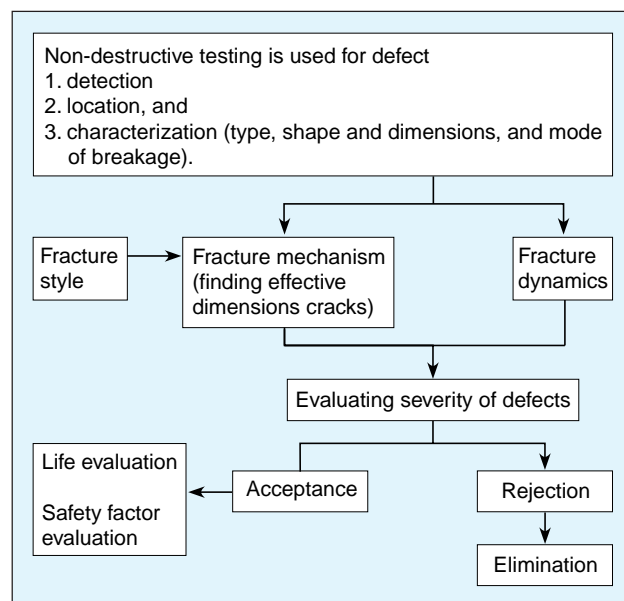 Non-destructive testing is used for defect
1. detection
2. location, and
3. characterization (type, shape and dimensions, and mode
of breakage).
Fracture
style
Fracture mechanism
(finding effective
dimensions cracks)
Fracture
dynamics
Evaluating severity of defects
Life evaluation
Safety factor
evaluation
Acceptance
Rejection
Elimination